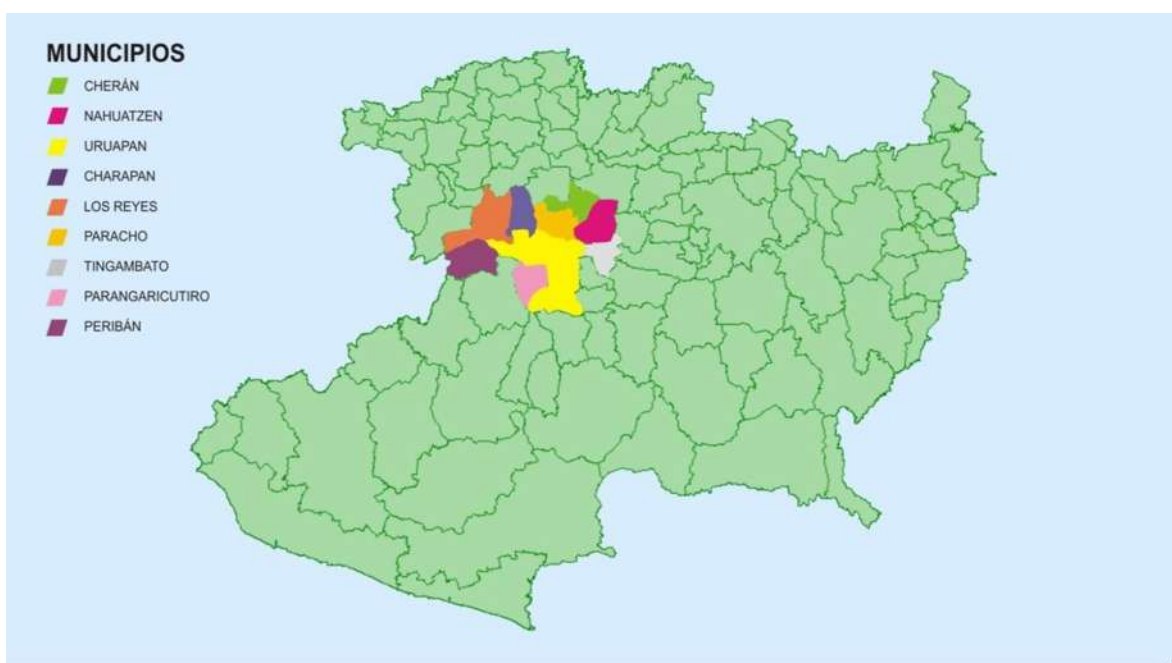 MUNICIPIOS
CHERÁN
NAHUATZEN
URUAPAN
CHARAPAN
LOS REYES
PARACHO
TINGAMBATO
PARANGARICUTIRO
PERIBÁN